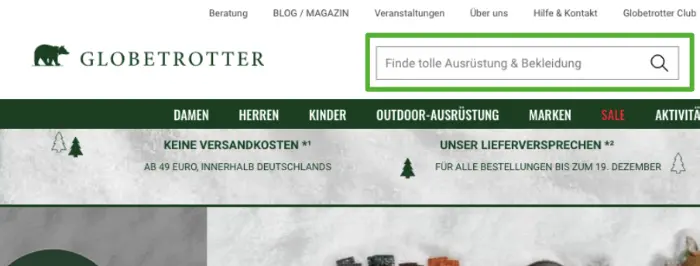 Beratung BLOG / MAGAZIN Veranstaltungen Über uns Hilfe & Kontakt Globetrotter Club
GLOBETROTTER
Finde tolle Ausrüstung & Bekleidung
DAMEN HERREN KINDER OUTDOOR-AUSRÜSTUNG MARKEN SALE AKTIVITÄ
KEINE VERSANDKOSTEN *¹ UNSER LIEFERVERSPRECHEN *²
AB 49 EURO, INNERHALB DEUTSCHLANDS FÜR ALLE BESTELLUNGEN BIS ZUM 19. DEZEMBER